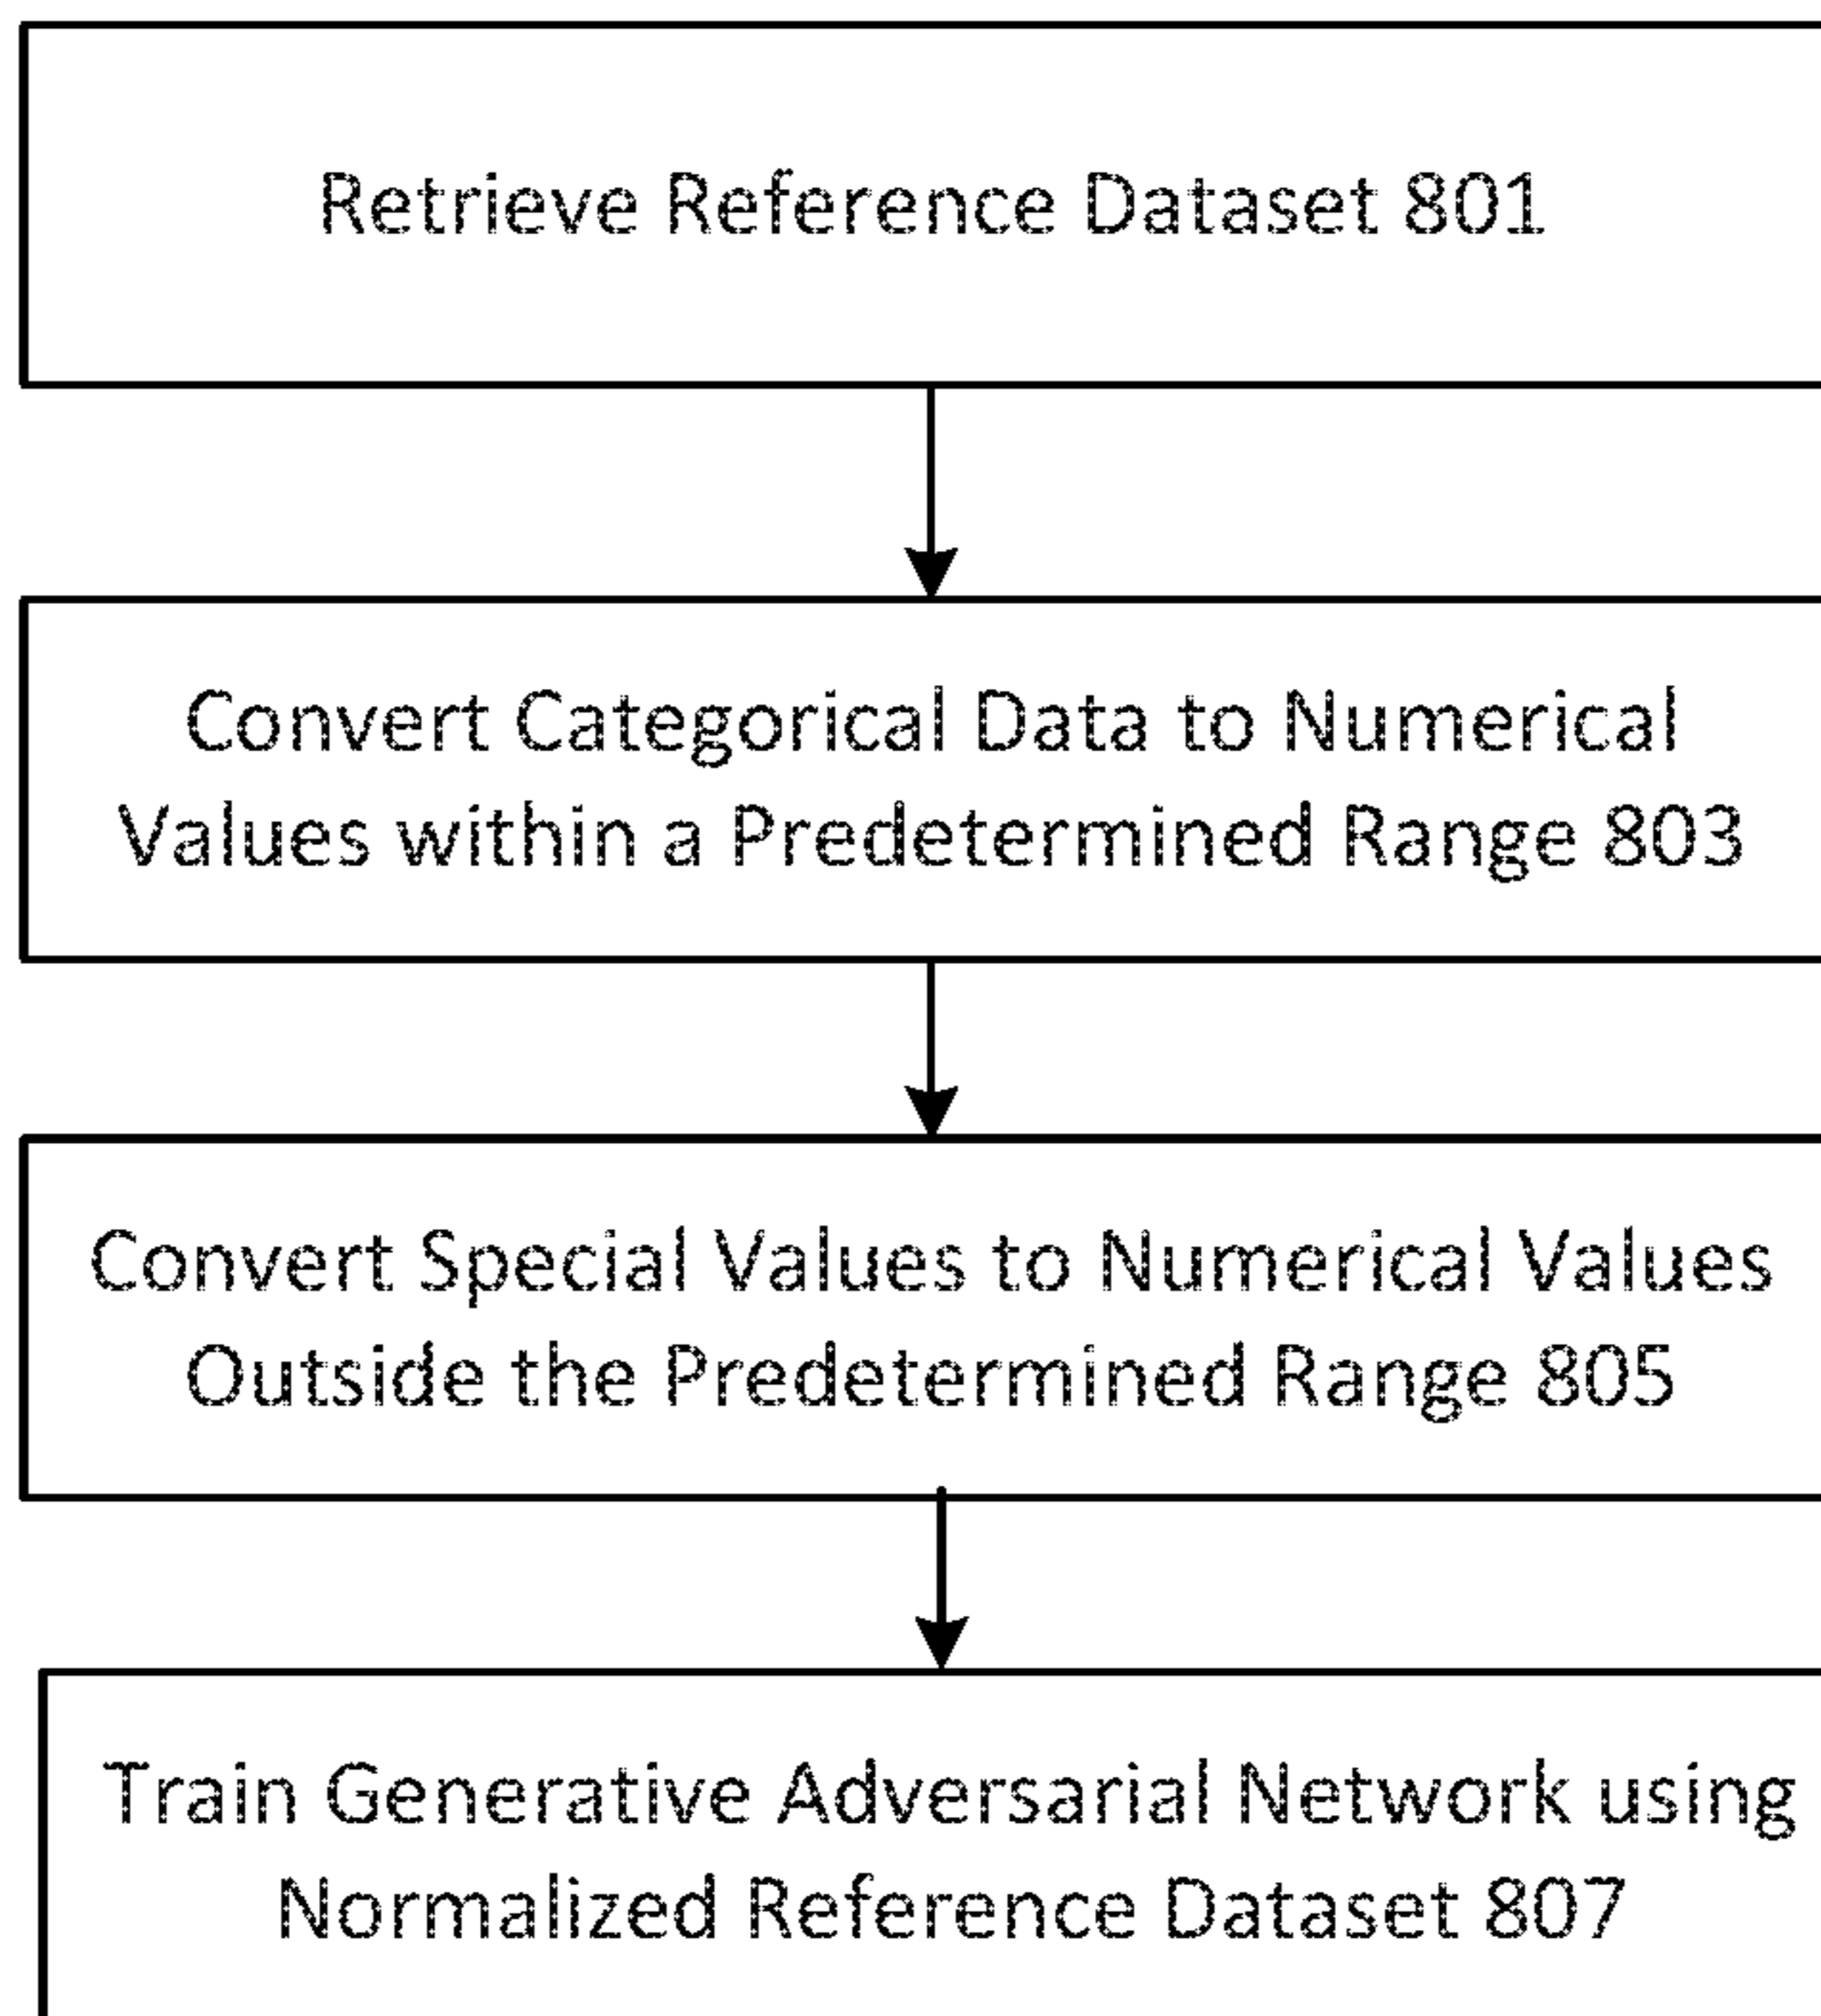 Retrieve Reference Dataset 801
Convert Categorical Data to Numerical
Values within a Predetermined Range 803
Convert Special Values to Numerical Values
Outside the Predetermined Range 805
Train Generative Adversarial Network using
Normalized Reference Dataset 807